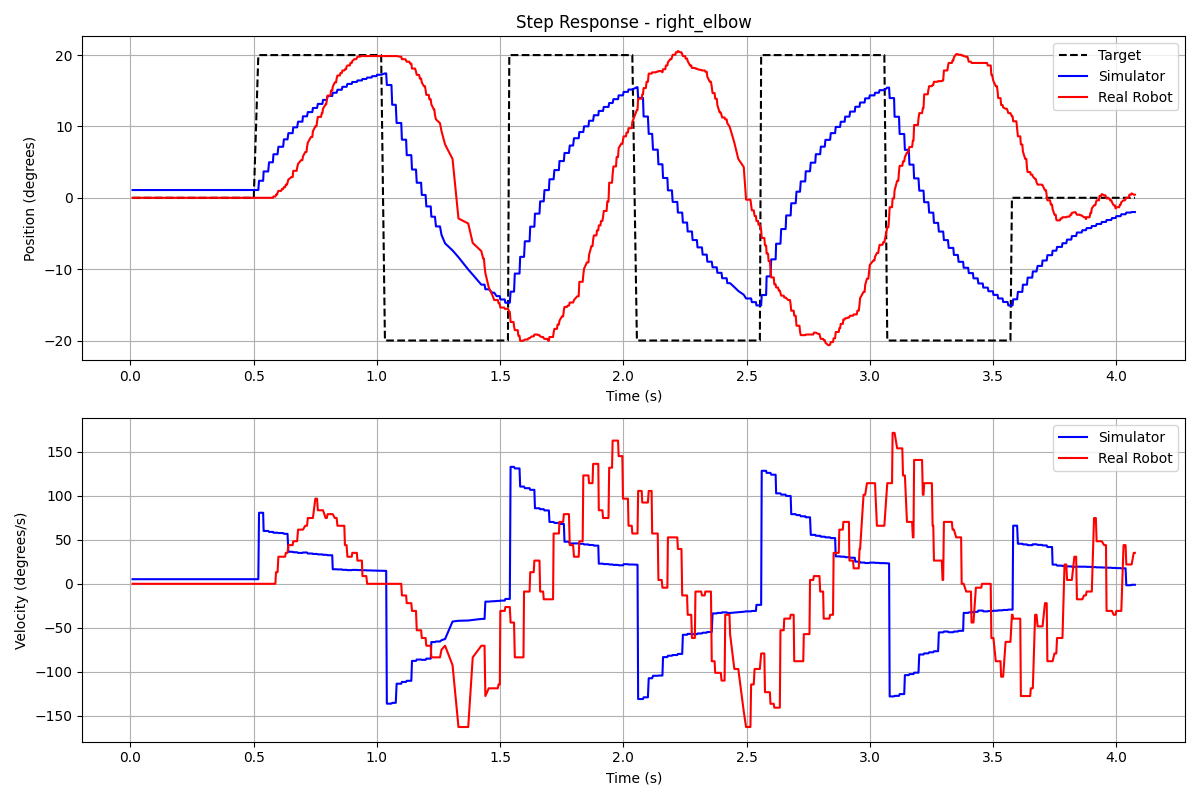 Step Response - right_elbow
Target
Simulator
Real Robot
Position (degrees)
20
10
0
−10
−20
0.0 0.5 1.0 1.5 2.0 2.5 3.0 3.5 4.0
Time (s)
Simulator
Real Robot
Velocity (degrees/s)
150
100
50
0
−50
−100
−150
0.0 0.5 1.0 1.5 2.0 2.5 3.0 3.5 4.0
Time (s)